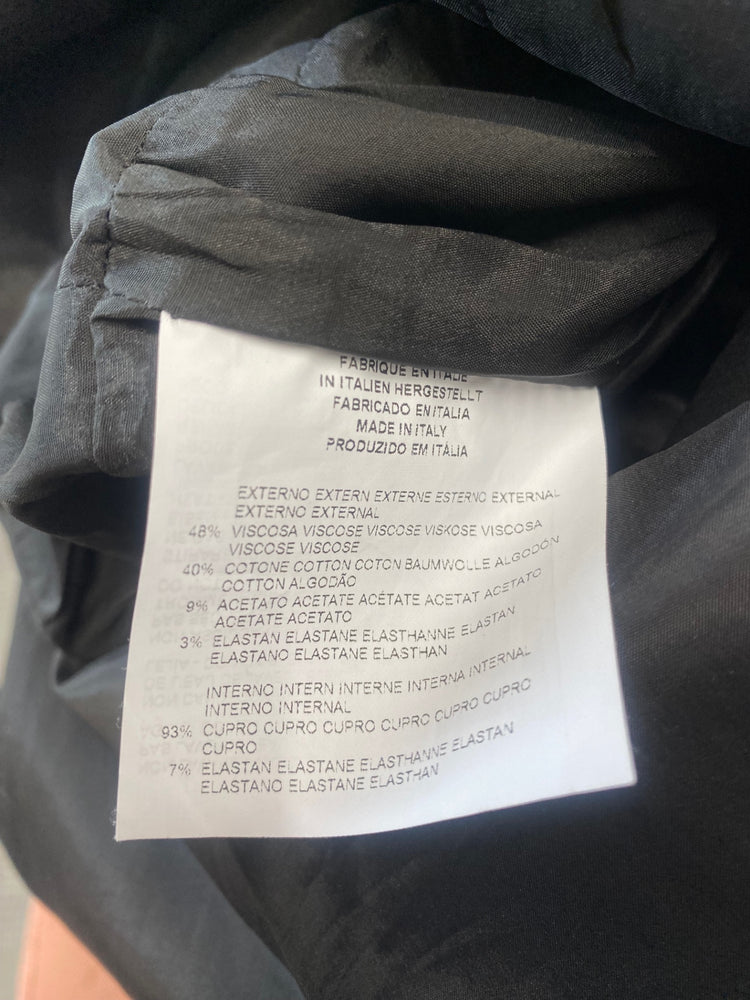 FABRIQUE EN ITALIE
IN ITALIEN HERGESTELLT
FABRICADO EN ITALIA
MADE IN ITALY
PRODUZIDO EM ITÁLIA
EXTERNO EXTERN EXTERNE ESTERNO EXTERNAL
EXTERNO EXTERNAL
48% VISCOSA VISCOSE VISCOSE VISKOSE VISCOSA
VISCOSE VISCOSE
40% COTONE COTTON COTON BAUMWOLLE ALGODÓN
COTTON ALGODÃO
9% ACETATO ACETATE ACÉTATE ACETAT ACETATO
ACETATE ACETATO
3% ELASTAN ELASTANE ELASTHANNE ELASTAN
ELASTANO ELASTANE ELASTHAN
INTERNO INTERN INTERNE INTERNA INTERNAL
INTERNO INTERNAL
93% CUPRO CUPRO CUPRO CUPRO CUPRO CUPRO
CUPRO
7% ELASTAN ELASTANE ELASTHANNE ELASTAN
ELASTANO ELASTANE ELASTHAN